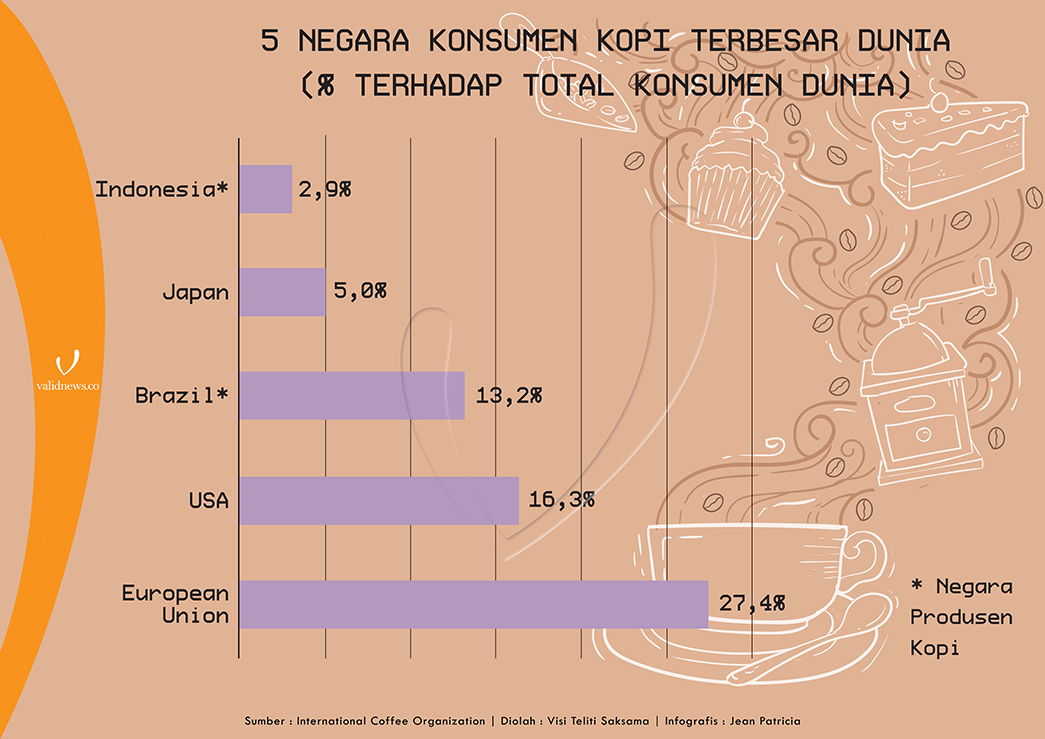 5 NEGARA KONSUMEN KOPI TERBESAR DUNIA
(% TERHADAP TOTAL KONSUMEN DUNIA)
Indonesia* 2,9%
Japan 5,0%
validnews.co
Brazil* 13,2%
USA 16,3%
European
Union 27,4%
* Negara
Produsen
Kopi
Sumber : International Coffee Organization | Diolah : Visi Teliti Saksama | Infografis : Jean Patricia